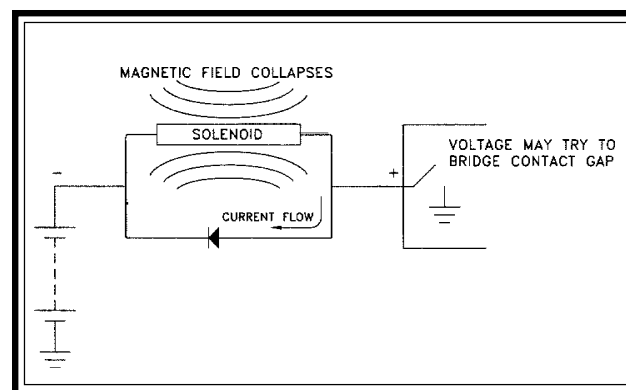 MAGNETIC FIELD COLLAPSES
SOLENOID
VOLTAGE MAY TRY TO
BRIDGE CONTACT GAP
-
+
CURRENT FLOW